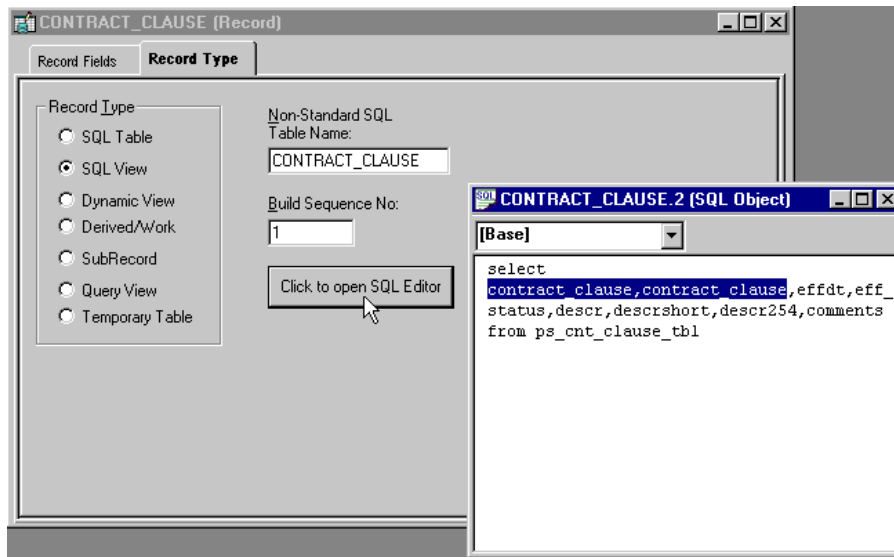 CONTRACT_CLAUSE (Record)
Record Fields
Record Type
Record Type
SQL Table
SQL View
Dynamic View
Derived/Work
SubRecord
Query View
Temporary Table
Non-Standard SQL
Table Name:
CONTRACT_CLAUSE
Build Sequence No:
1
Click to open SQL Editor
SQL
CONTRACT_CLAUSE.2 (SQL Object)
[Base]
select
contract_clause,contract_clause,effdt,eff_
status,descr,descrshort,descr254,comments
from ps_cnt_clause_tbl